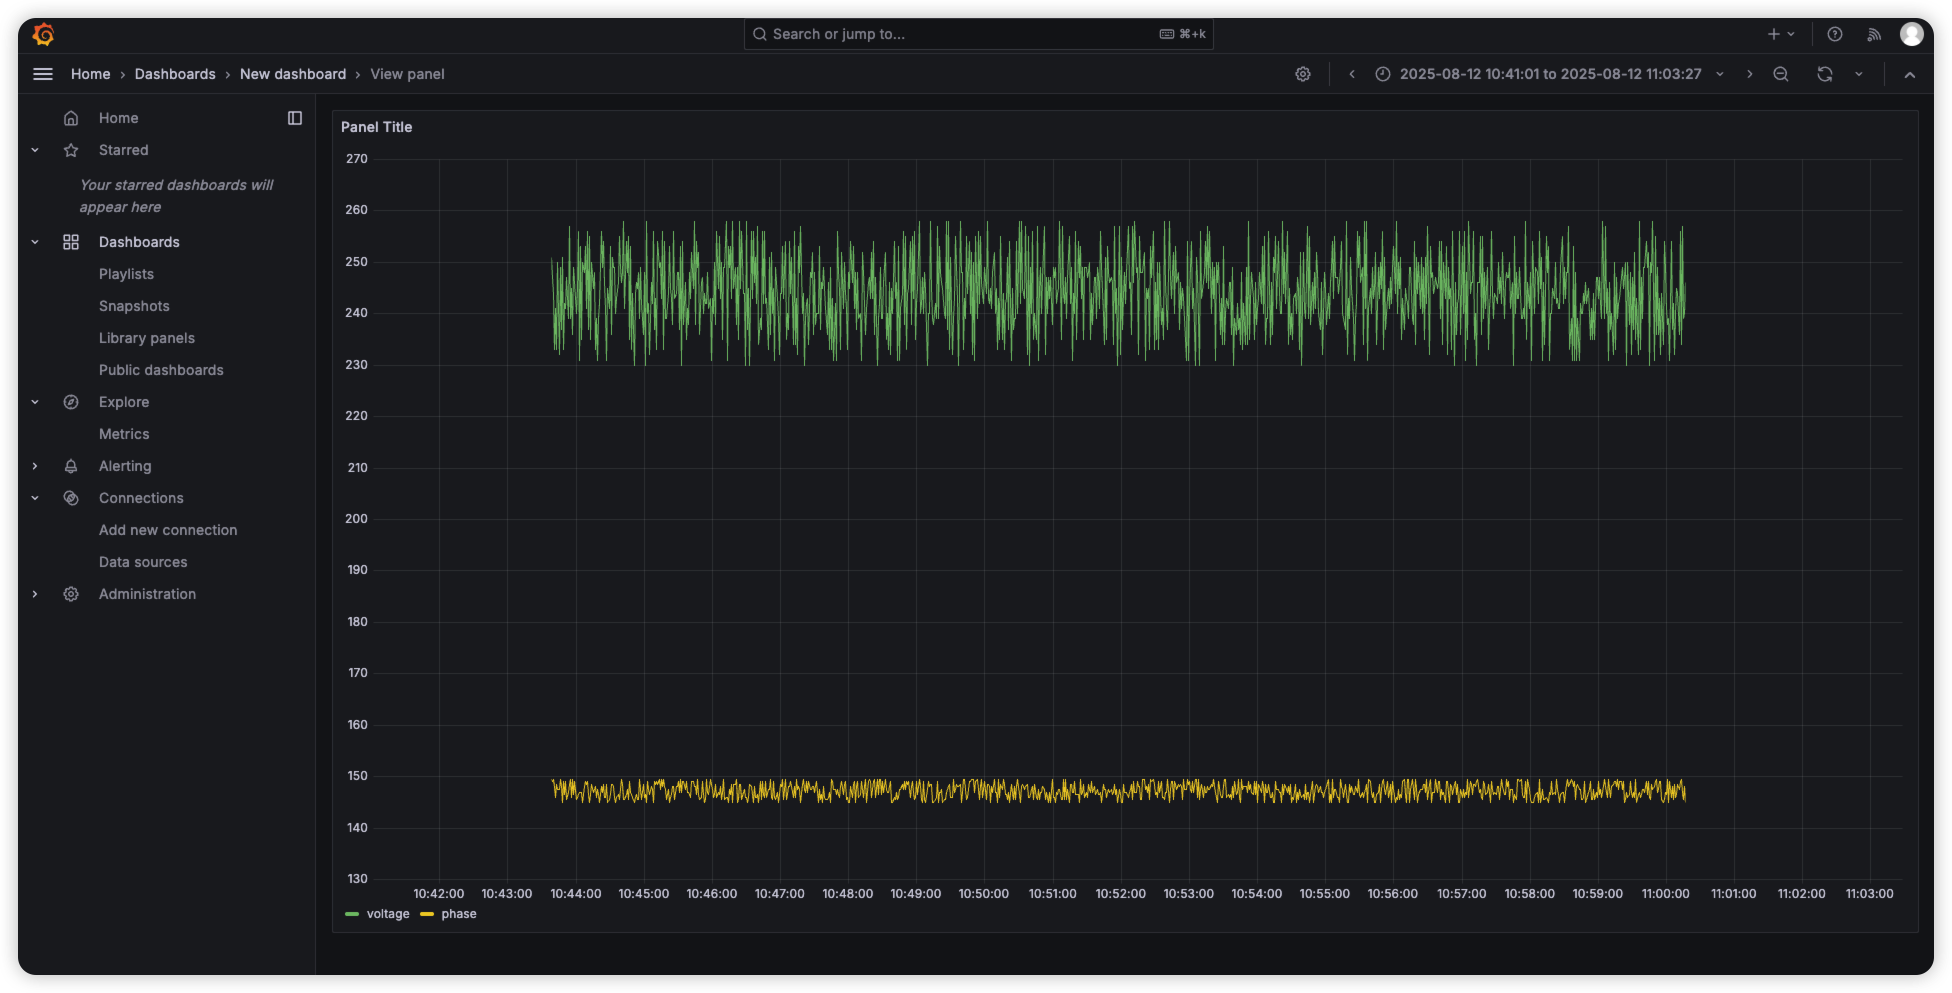 Search or jump to... ⌘+k
Home › Dashboards › New dashboard › View panel
2025-08-12 10:41:01 to 2025-08-12 11:03:27
Home
Starred
Your starred dashboards will
appear here
Dashboards
Playlists
Snapshots
Library panels
Public dashboards
Explore
Metrics
Alerting
Connections
Add new connection
Data sources
Administration
Panel Title
270
260
250
240
230
220
210
200
190
180
170
160
150
140
130
10:42:00 10:43:00 10:44:00 10:45:00 10:46:00 10:47:00 10:48:00 10:49:00 10:50:00 10:51:00 10:52:00 10:53:00 10:54:00 10:55:00 10:56:00 10:57:00 10:58:00 10:59:00 11:00:00 11:01:00 11:02:00 11:03:00
voltage phase